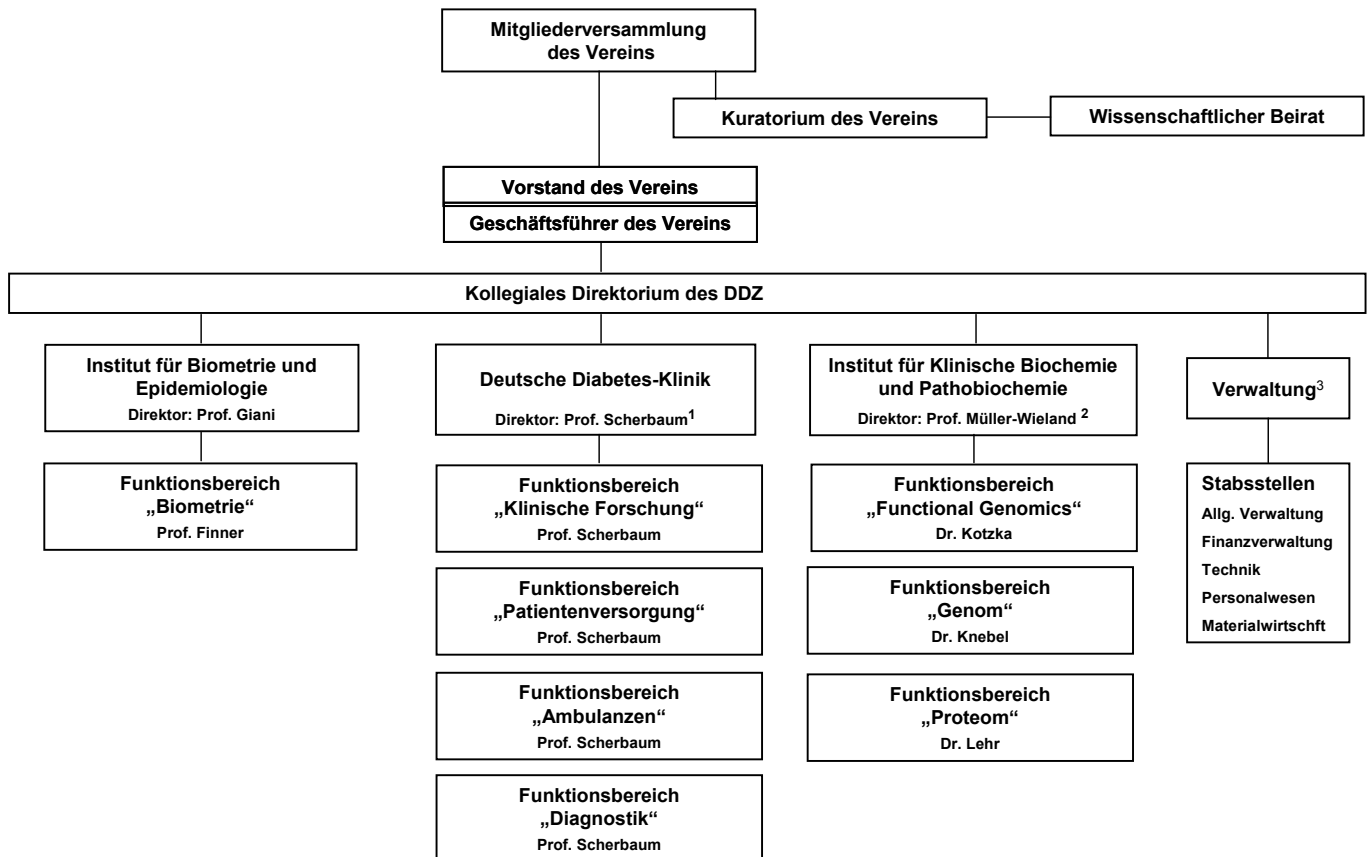 Mitgliederversammlung
des Vereins
Kuratorium des Vereins
Wissenschaftlicher Beirat
Vorstand des Vereins
Geschäftsführer des Vereins
Kollegiales Direktorium des DDZ
Institut für Biometrie und
Epidemiologie
Direktor: Prof. Giani
Funktionsbereich
„Biometrie“
Prof. Finner
Deutsche Diabetes-Klinik
Direktor: Prof. Scherbaum¹
Funktionsbereich
„Klinische Forschung“
Prof. Scherbaum
Funktionsbereich
„Patientenversorgung“
Prof. Scherbaum
Funktionsbereich
„Ambulanzen“
Prof. Scherbaum
Funktionsbereich
„Diagnostik“
Prof. Scherbaum
Institut für Klinische Biochemie
und Pathobiochemie
Direktor: Prof. Müller-Wieland ²
Funktionsbereich
„Functional Genomics“
Dr. Kotzka
Funktionsbereich
„Genom“
Dr. Knebel
Funktionsbereich
„Proteom“
Dr. Lehr
Verwaltung³
Stabsstellen
Allg. Verwaltung
Finanzverwaltung
Technik
Personalwesen
Materialwirtschft